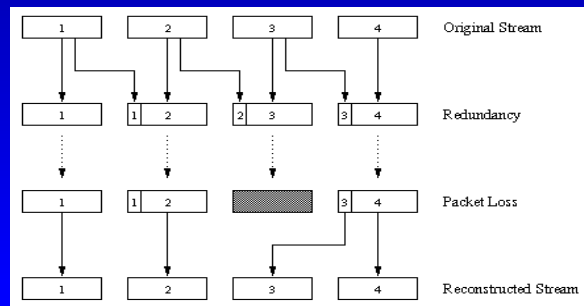 1 2 3 4 Original Stream
1 1 2 2 3 3 4 Redundancy
1 1 2 3 4 Packet Loss
1 2 3 4 Reconstructed Stream